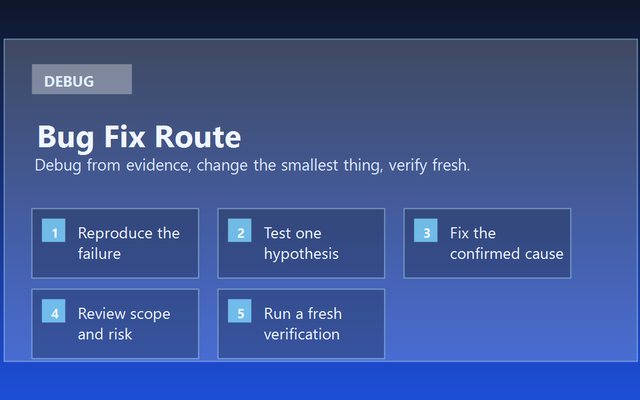 DEBUG
Bug Fix Route
Debug from evidence, change the smallest thing, verify fresh.
1
Reproduce the
failure
2
Test one
hypothesis
3
Fix the
confirmed cause
4
Review scope
and risk
5
Run a fresh
verification